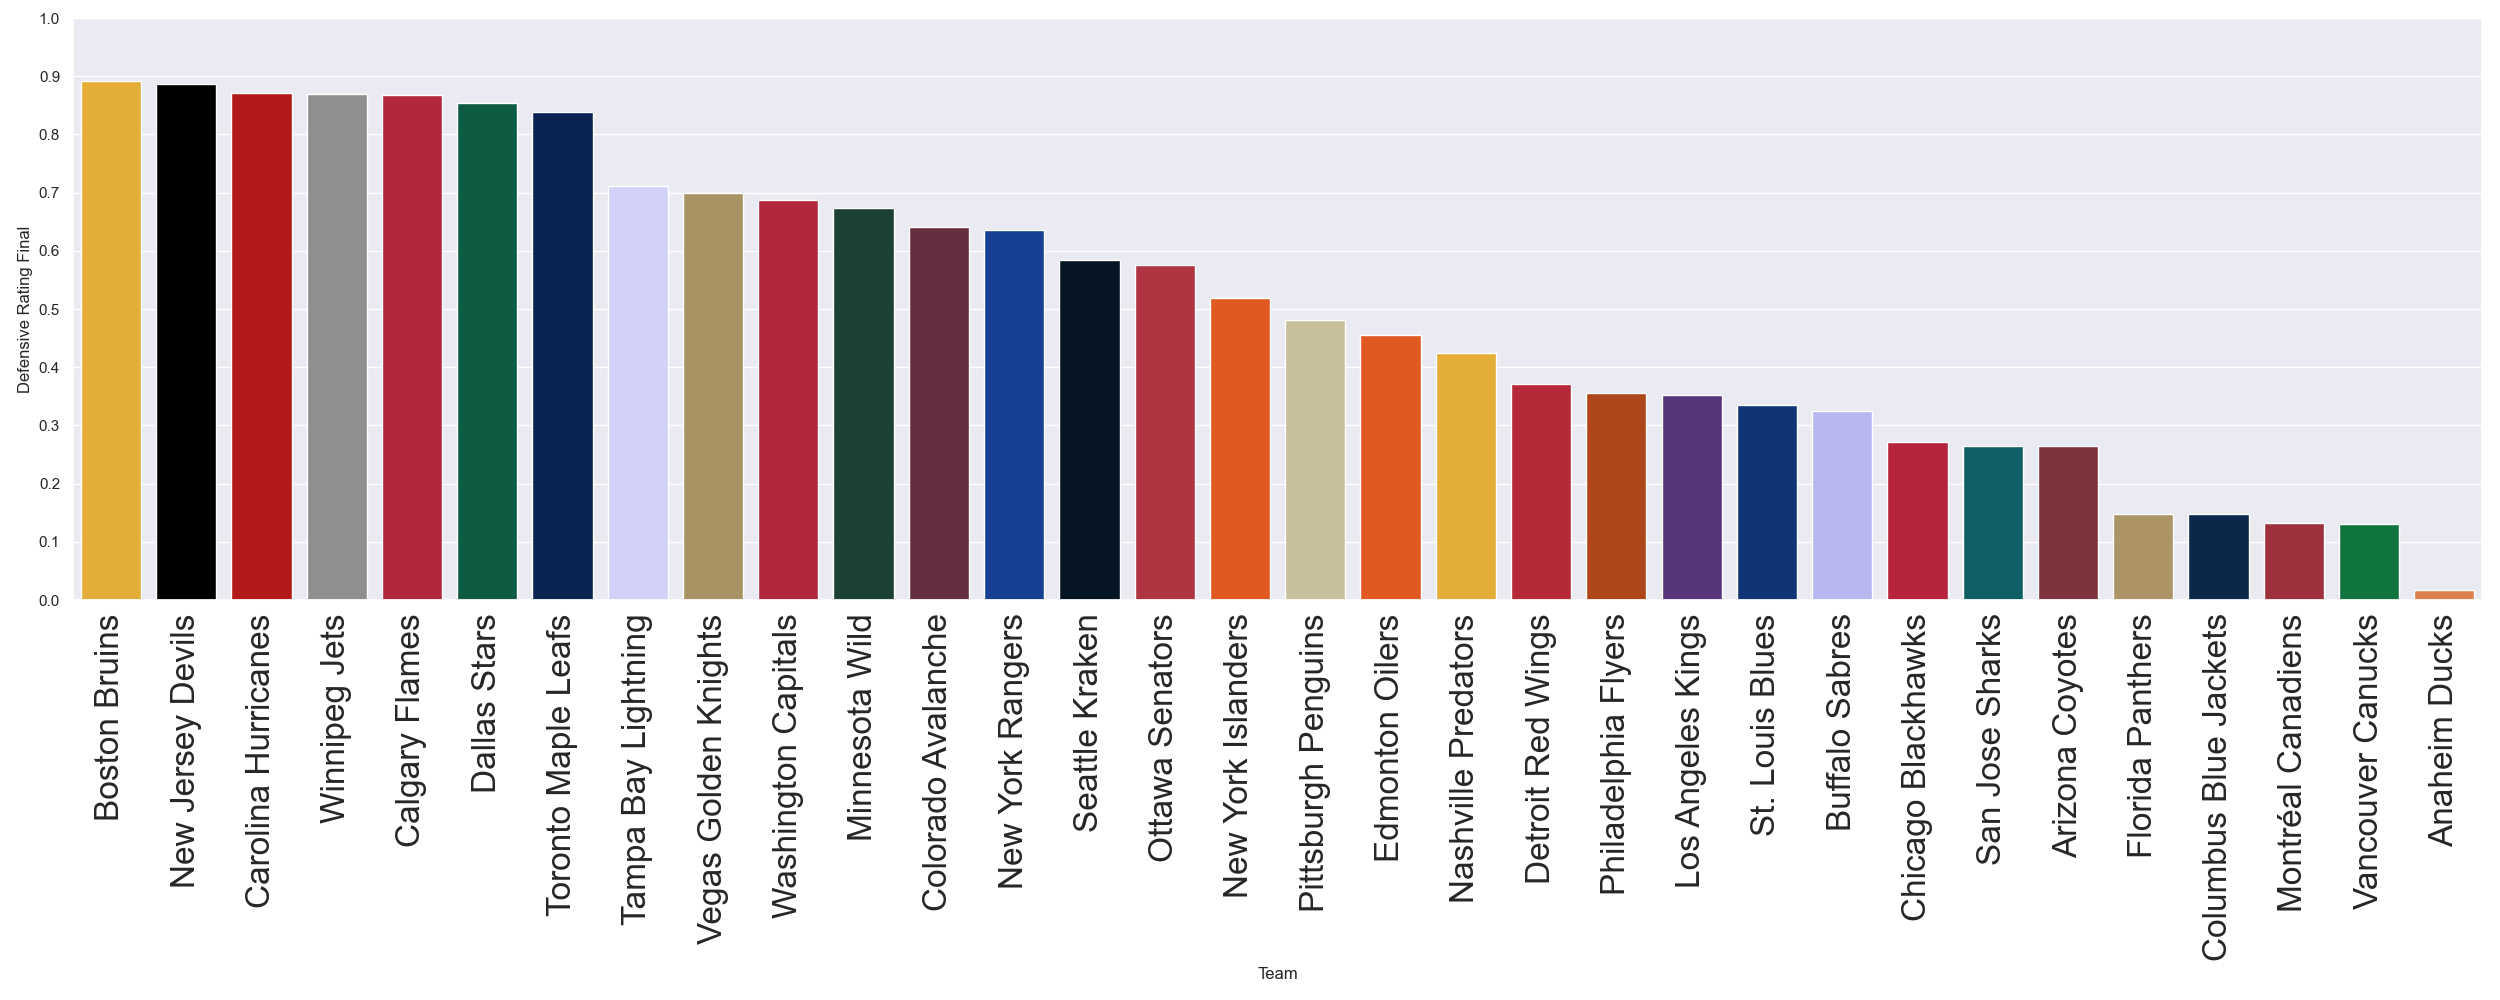 1.0
0.9
0.8
0.7
0.6
0.5
0.4
0.3
0.2
0.1
0.0
Defensive Rating Final
Boston Bruins
New Jersey Devils
Carolina Hurricanes
Winnipeg Jets
Calgary Flames
Dallas Stars
Toronto Maple Leafs
Tampa Bay Lightning
Vegas Golden Knights
Washington Capitals
Minnesota Wild
Colorado Avalanche
New York Rangers
Seattle Kraken
Ottawa Senators
New York Islanders
Pittsburgh Penguins
Edmonton Oilers
Nashville Predators
Detroit Red Wings
Philadelphia Flyers
Los Angeles Kings
St. Louis Blues
Buffalo Sabres
Chicago Blackhawks
San Jose Sharks
Arizona Coyotes
Florida Panthers
Columbus Blue Jackets
Montréal Canadiens
Vancouver Canucks
Anaheim Ducks
Team